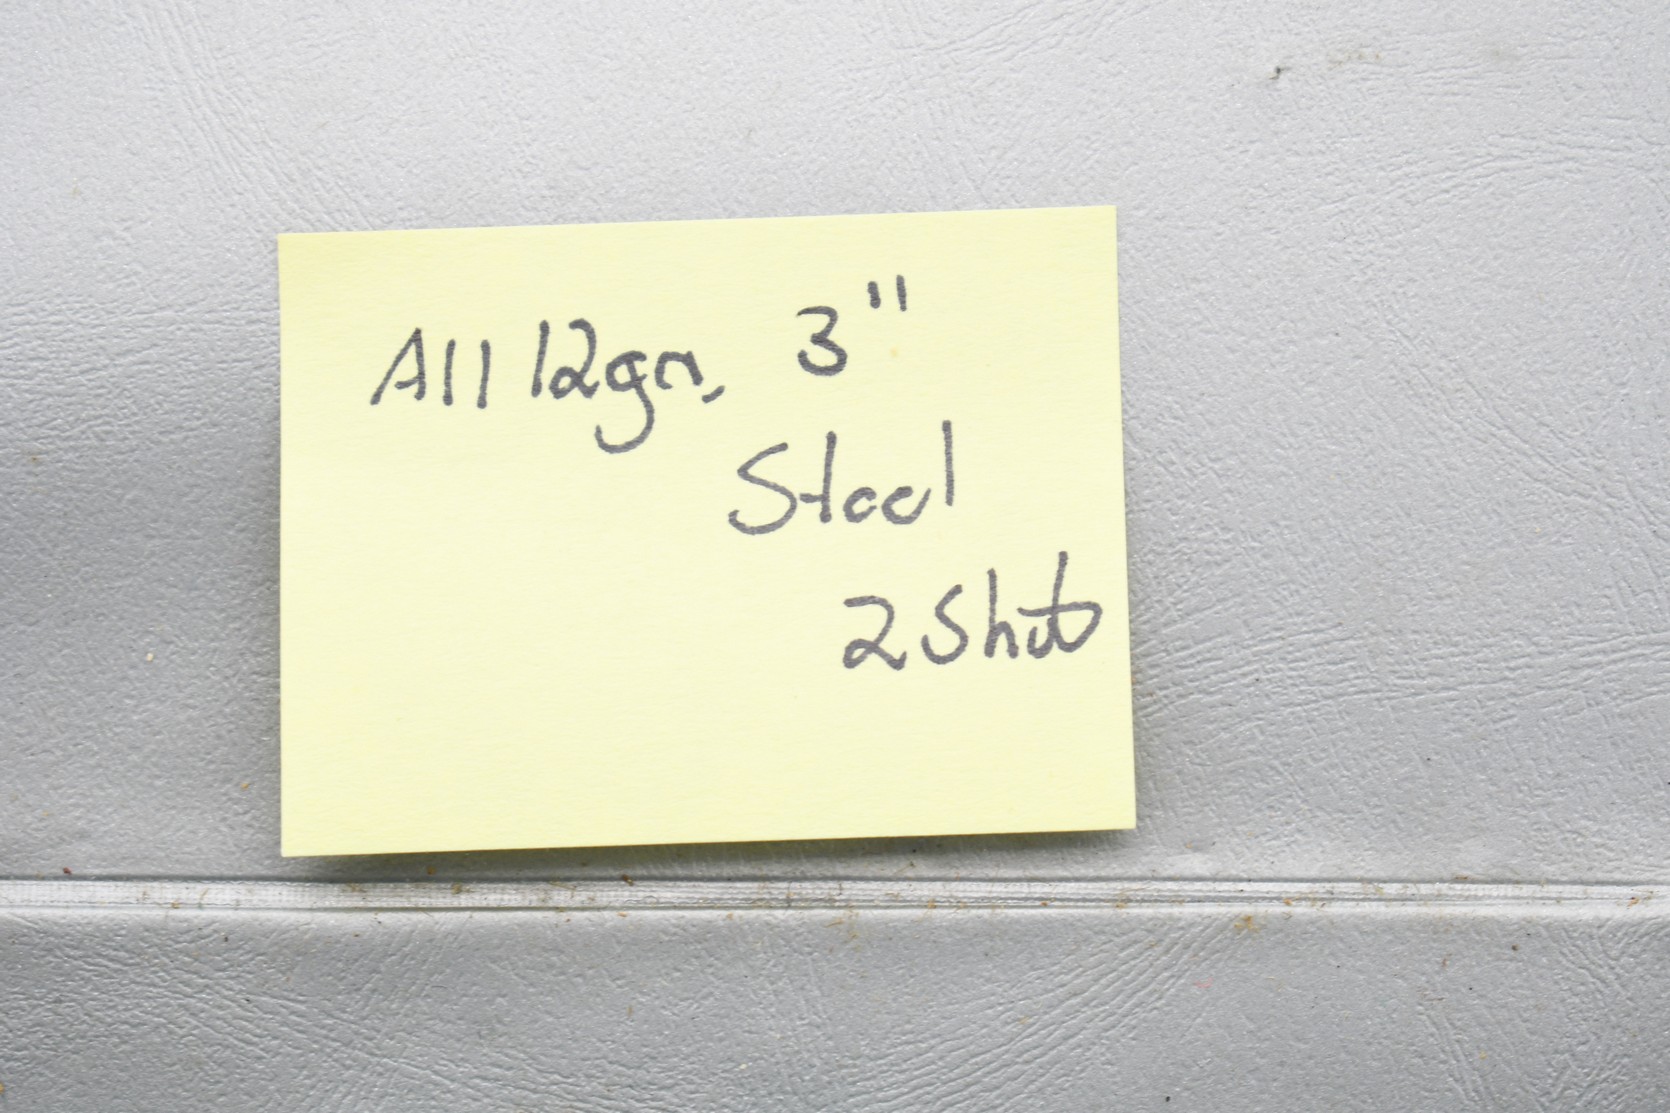 All 12ga, 3"
Steel
2 Shot